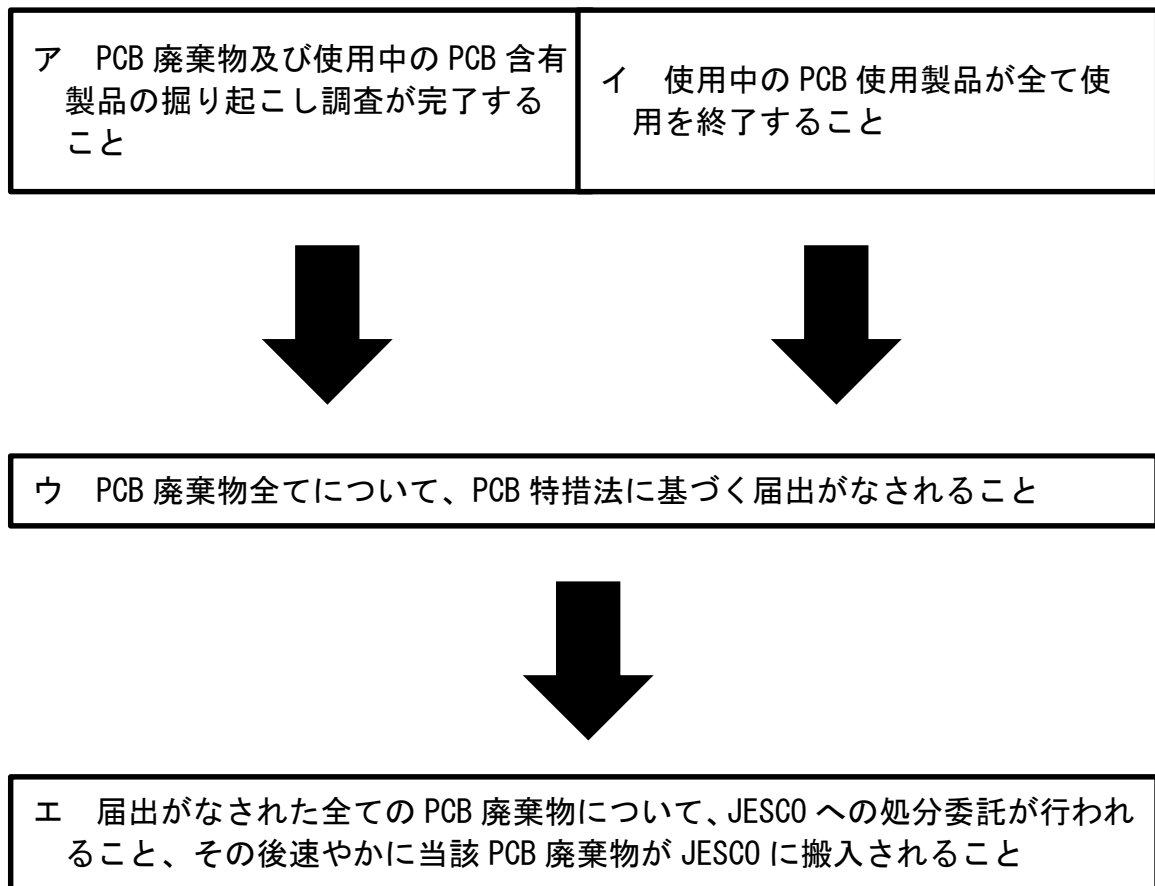 ア　PCB 廃棄物及び使用中の PCB 含有
製品の掘り起こし調査が完了する
こと
イ　使用中の PCB 使用製品が全て使
用を終了すること
ウ　PCB 廃棄物全てについて、PCB 特措法に基づく届出がなされること
エ　届出がなされた全ての PCB 廃棄物について、JESCO への処分委託が行われ
ること、その後速やかに当該 PCB 廃棄物が JESCO に搬入されること